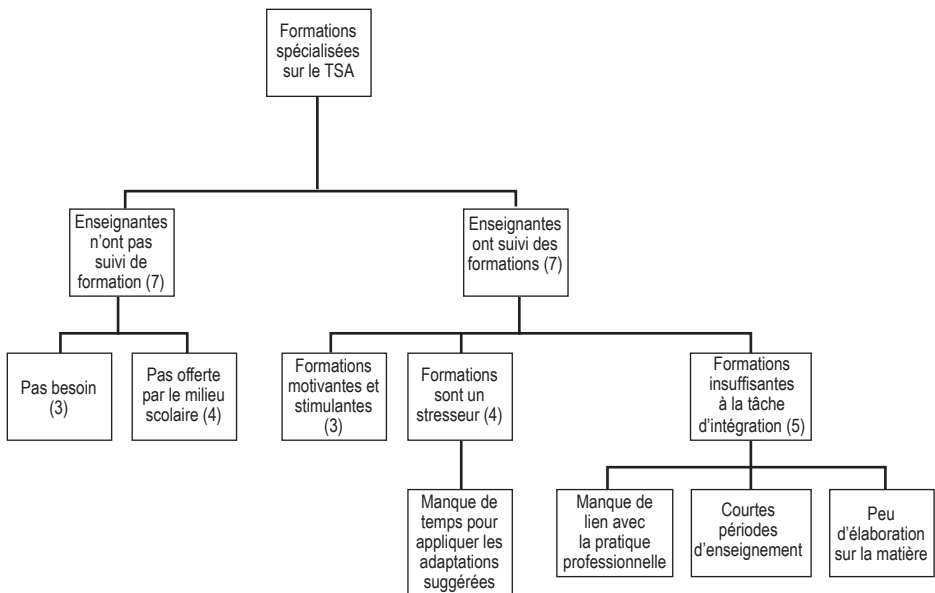 Formations
spécialisées
sur le TSA
Enseignantes
n'ont pas
suivi de
formation (7)
Enseignantes
ont suivi des
formations (7)
Pas besoin
(3)
Pas offerte
par le milieu
scolaire (4)
Formations
motivantes et
stimulantes
(3)
Formations
sont un
stresseur (4)
Formations
insuffisantes
à la tâche
d'intégration (5)
Manque de
temps pour
appliquer les
adaptations
suggérées
Manque de
lien avec
la pratique
professionnelle
Courtes
périodes
d'enseignement
Peu
d'élaboration
sur la matière